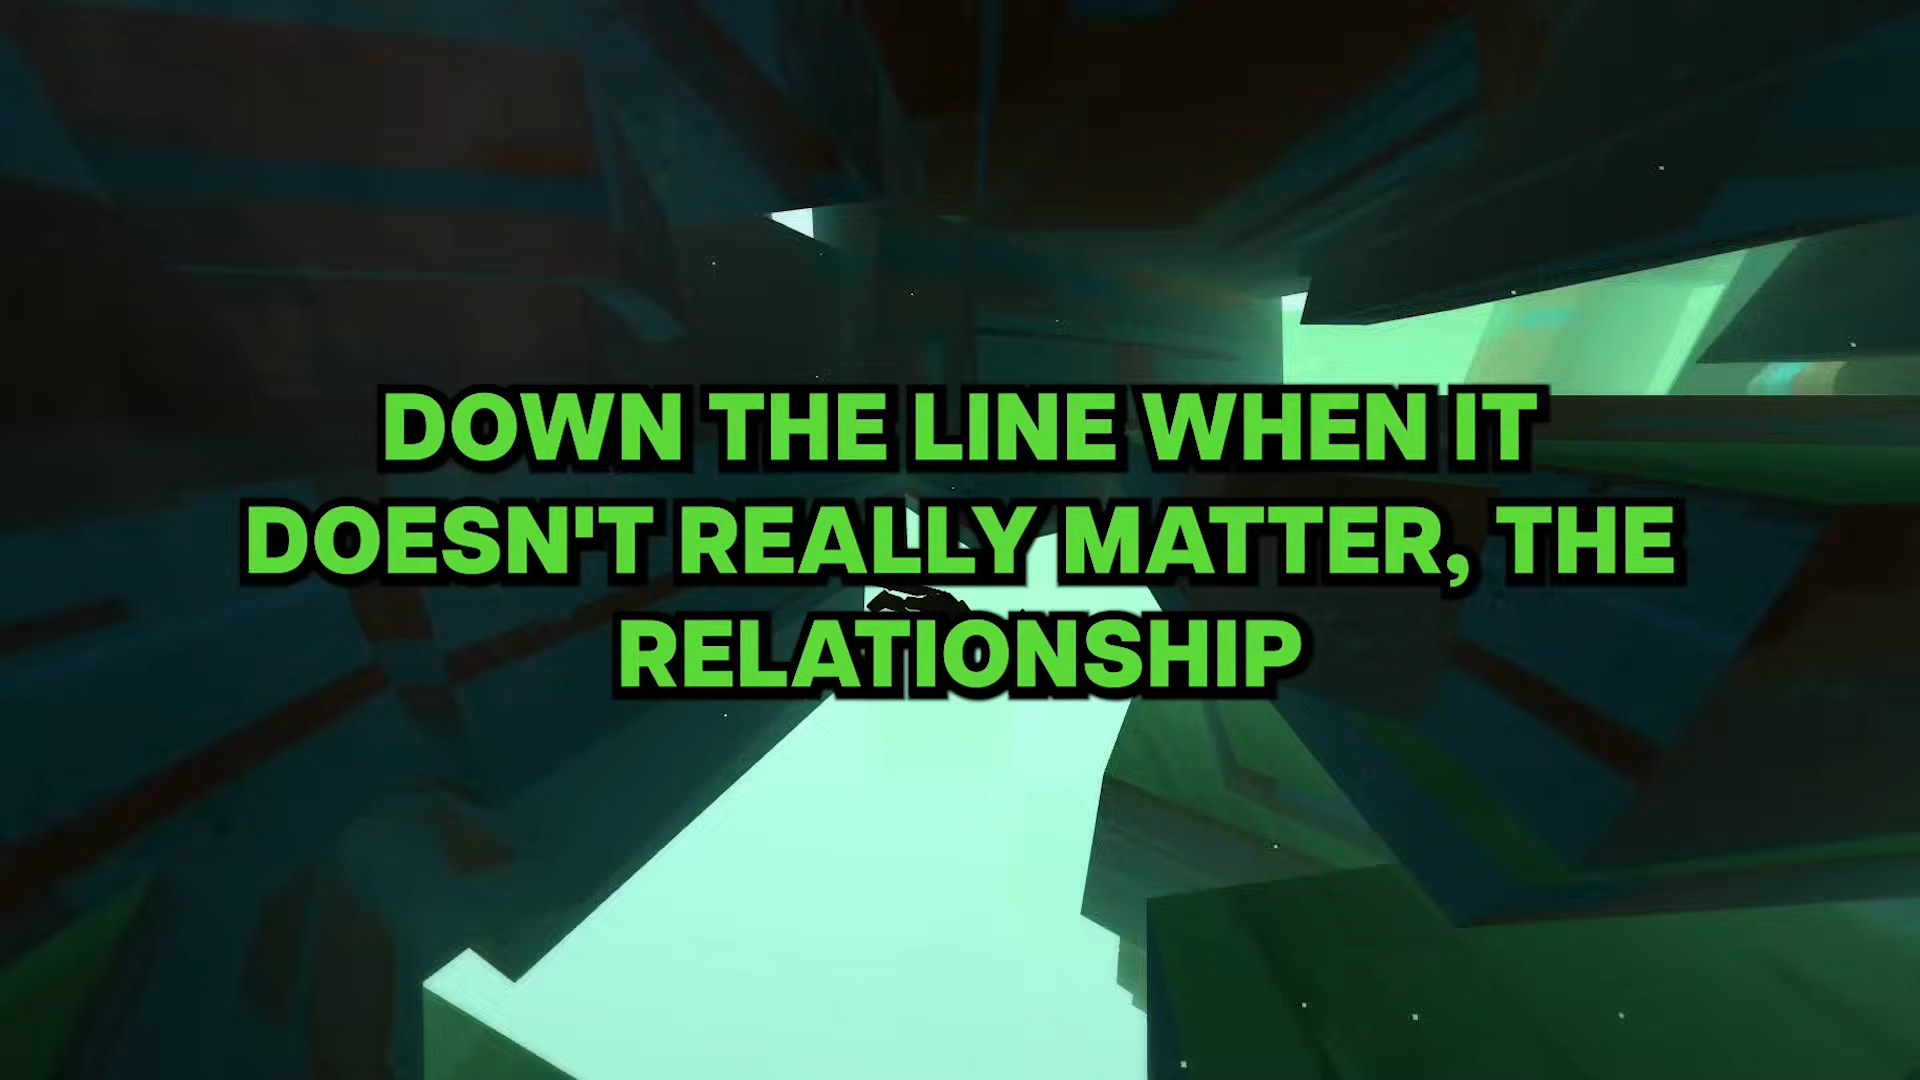 DOWN THE LINE WHEN IT
DOESN'T REALLY MATTER, THE
RELATIONSHIP